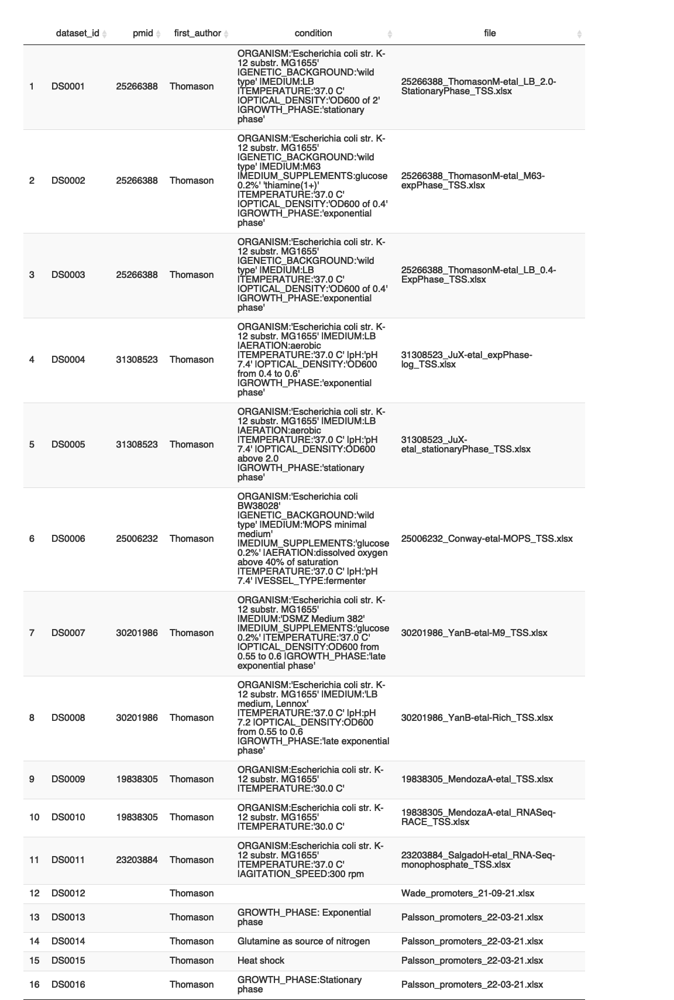 dataset_id pmid first_author condition file
ORGANISM:'Escherichia coli str. K-
12 substr. MG1655'
|GENETIC_BACKGROUND:'wild
type' |MEDIUM:LB
|TEMPERATURE:'37.0 C'
|OPTICAL_DENSITY:'OD600 of 2'
|GROWTH_PHASE:'stationary
phase'
1 DS0001 25266388 Thomason
25266388_ThomasonM-etal_LB_2.0-
StationaryPhase_TSS.xlsx
ORGANISM:'Escherichia coli str. K-
12 substr. MG1655'
|GENETIC_BACKGROUND:'wild
type' |MEDIUM:M63
|MEDIUM_SUPPLEMENTS:glucose
0.2%' 'thiamine(1+)'
|TEMPERATURE:'37.0 C'
|OPTICAL_DENSITY:'OD600 of 0.4'
|GROWTH_PHASE:'exponential
phase'
2 DS0002 25266388 Thomason
25266388_ThomasonM-etal_M63-
expPhase_TSS.xlsx
ORGANISM:'Escherichia coli str. K-
12 substr. MG1655'
|GENETIC_BACKGROUND:'wild
type' |MEDIUM:LB
|TEMPERATURE:'37.0 C'
|OPTICAL_DENSITY:'OD600 of 0.4'
|GROWTH_PHASE:'exponential
phase'
3 DS0003 25266388 Thomason
25266388_ThomasonM-etal_LB_0.4-
ExpPhase_TSS.xlsx
ORGANISM:'Escherichia coli str. K-
12 substr. MG1655' |MEDIUM:LB
|AERATION:aerobic
|TEMPERATURE:'37.0 C' |pH:'pH
7.4' |OPTICAL_DENSITY:'OD600
from 0.4 to 0.6'
|GROWTH_PHASE:'exponential
phase'
4 DS0004 31308523 Thomason
31308523_JuX-etal_expPhase-
log_TSS.xlsx
ORGANISM:'Escherichia coli str. K-
12 substr. MG1655' |MEDIUM:LB
|AERATION:aerobic
|TEMPERATURE:'37.0 C' |pH:'pH
7.4' |OPTICAL_DENSITY:OD600
above 2.0
|GROWTH_PHASE:'stationary
phase'
5 DS0005 31308523 Thomason
31308523_JuX-
etal_stationaryPhase_TSS.xlsx
ORGANISM:'Escherichia coli
BW38028'
|GENETIC_BACKGROUND:'wild
type' |MEDIUM:'MOPS minimal
medium'
|MEDIUM_SUPPLEMENTS:'glucose
0.2%' |AERATION:dissolved oxygen
above 40% of saturation
|TEMPERATURE:'37.0 C' |pH:'pH
7.4' |VESSEL_TYPE:fermenter
6 DS0006 25006232 Thomason
25006232_Conway-etal-MOPS_TSS.xlsx
ORGANISM:'Escherichia coli str. K-
12 substr. MG1655'
|MEDIUM:'DSMZ Medium 382'
|MEDIUM_SUPPLEMENTS:'glucose
0.2%' |TEMPERATURE:'37.0 C'
|OPTICAL_DENSITY:OD600 from
0.55 to 0.6 |GROWTH_PHASE:'late
exponential phase'
7 DS0007 30201986 Thomason
30201986_YanB-etal-M9_TSS.xlsx
ORGANISM:'Escherichia coli str. K-
12 substr. MG1655' |MEDIUM:'LB
medium, Lennox'
|TEMPERATURE:'37.0 C' |pH:pH
7.2 |OPTICAL_DENSITY:OD600
from 0.55 to 0.6
|GROWTH_PHASE:'late exponential
phase'
8 DS0008 30201986 Thomason
30201986_YanB-etal-Rich_TSS.xlsx
ORGANISM:Escherichia coli str. K-
12 substr. MG1655'
|TEMPERATURE:'30.0 C'
9 DS0009 19838305 Thomason
19838305_MendozaA-etal_TSS.xlsx
ORGANISM:Escherichia coli str. K-
12 substr. MG1655'
|TEMPERATURE:'30.0 C'
10 DS0010 19838305 Thomason
19838305_MendozaA-etal_RNASeq-
RACE_TSS.xlsx
ORGANISM:Escherichia coli str. K-
12 substr. MG1655'
|TEMPERATURE:'37.0 C'
|AGITATION_SPEED:300 rpm
11 DS0011 23203884 Thomason
23203884_SalgadoH-etal_RNA-Seq-
monophosphate_TSS.xlsx
12 DS0012 Thomason Wade_promoters_21-09-21.xlsx
GROWTH_PHASE: Exponential
phase
13 DS0013 Thomason
Palsson_promoters_22-03-21.xlsx
14 DS0014 Thomason Glutamine as source of nitrogen Palsson_promoters_22-03-21.xlsx
15 DS0015 Thomason Heat shock Palsson_promoters_22-03-21.xlsx
GROWTH_PHASE:Stationary
phase
16 DS0016 Thomason
Palsson_promoters_22-03-21.xlsx